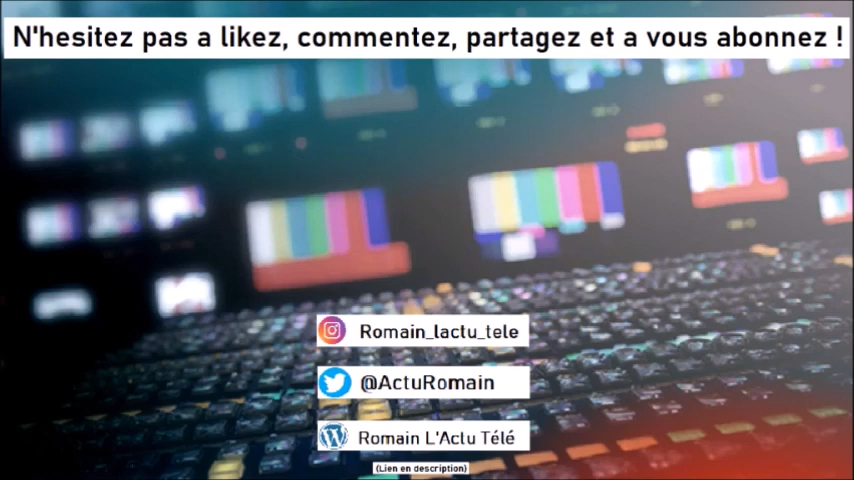 N'hesitez pas a likez, commentez, partagez et a vous abonnez !
Romain_lactu_tele
@ActuRomain
Romain L'Actu Télé
(Lien en description)